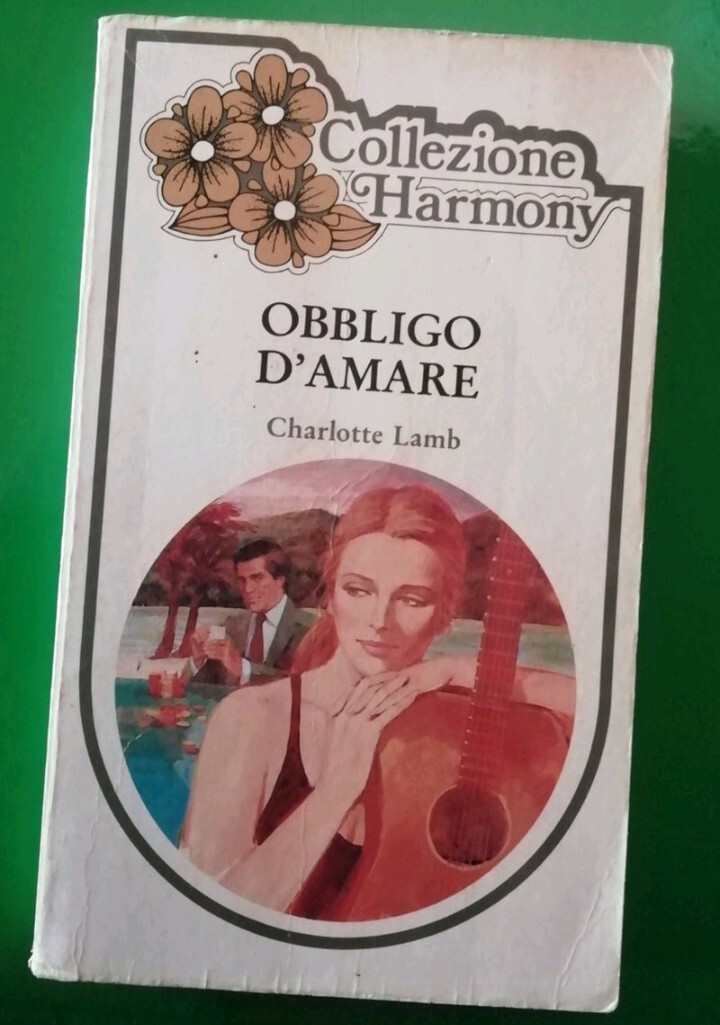 Collezione
Harmony
OBBLIGO
D'AMARE
Charlotte Lamb